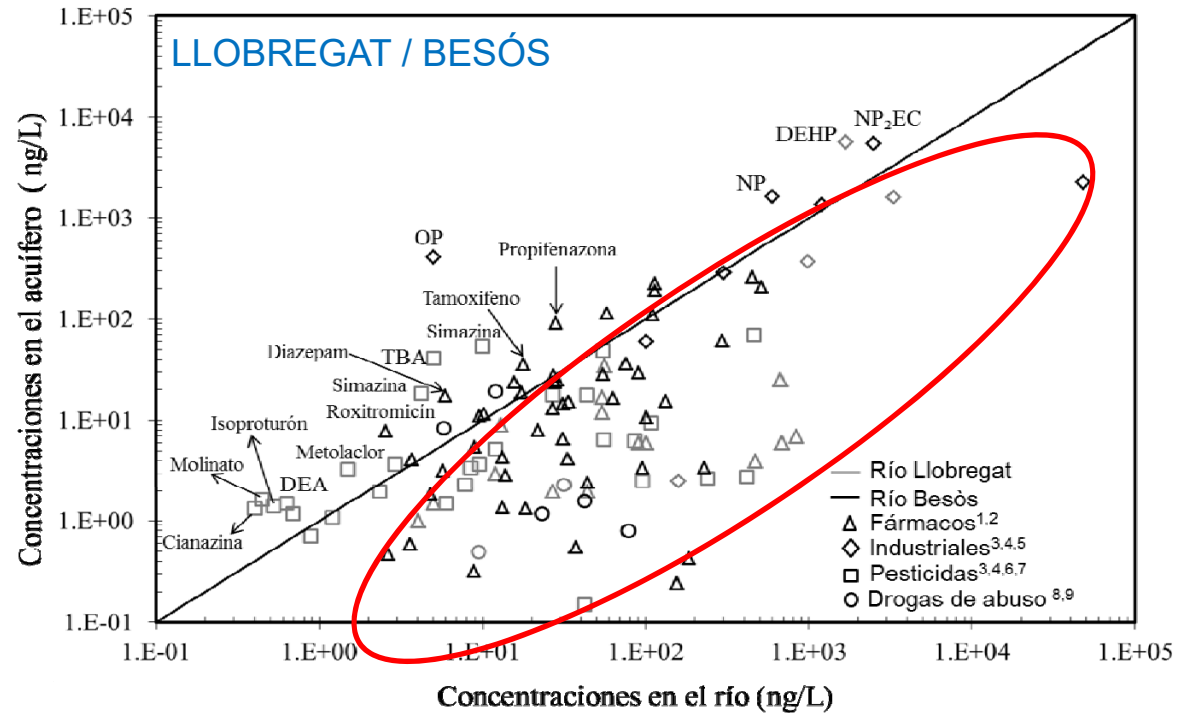 LLOBREGAT / BESÓS
Concentraciones en el acuífero ( ng/L)
1.E+05
1.E+04
1.E+03
1.E+02
1.E+01
1.E+00
1.E-01
DEHP
NP₂EC
NP
OP
Propifenazona
Tamoxifeno
Simazina
Diazepam
TBA
Simazina
Roxitromicín
Isoproturón
Metolaclor
Molinato
DEA
Cianazina
Río Llobregat
Río Besòs
Fármacos¹·²
Industriales³,⁴,⁵
Pesticidas³,⁴,⁶,⁷
Drogas de abuso ⁸,⁹
1.E-01 1.E+00 1.E+01 1.E+02 1.E+03 1.E+04 1.E+05
Concentraciones en el río (ng/L)